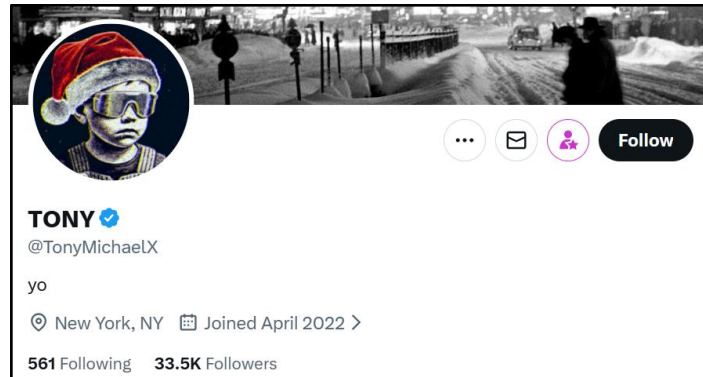 Follow
TONY
@TonyMichaelX
yo
New York, NY Joined April 2022
561 Following 33.5K Followers